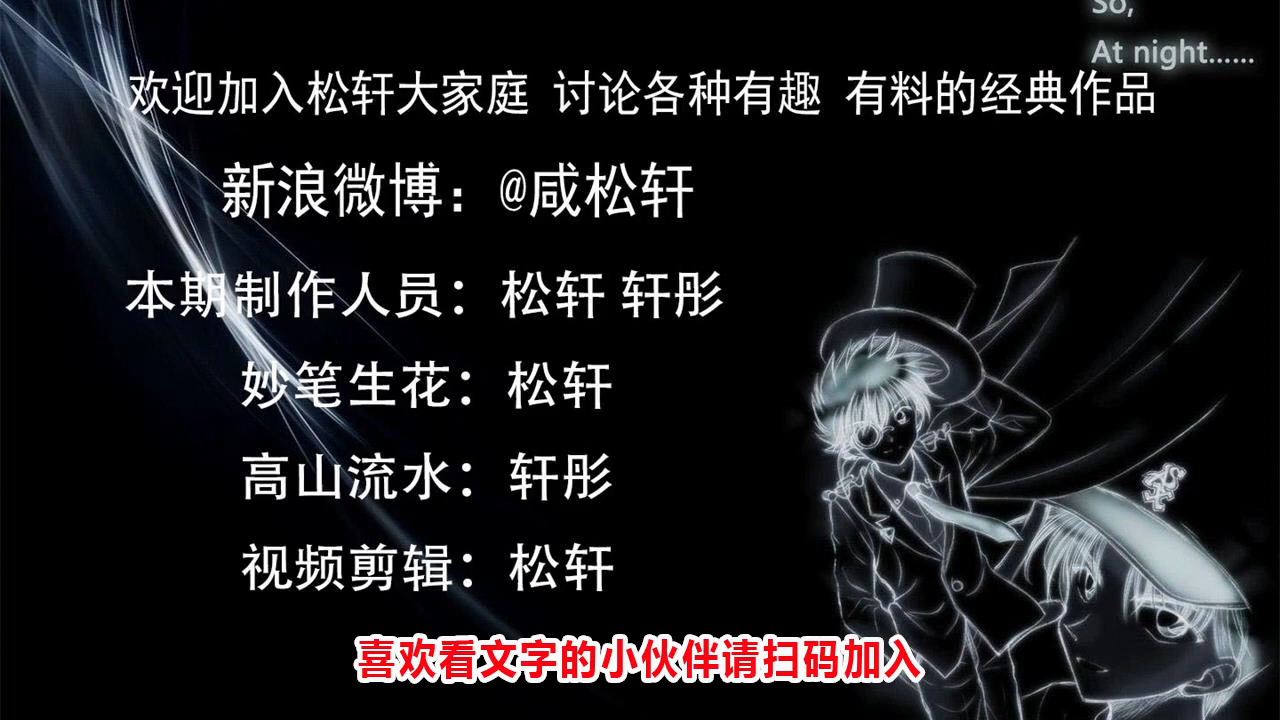 So,
At night......
欢迎加入松轩大家庭 讨论各种有趣 有料的经典作品
新浪微博：@咸松轩
本期制作人员：松轩 轩彤
妙笔生花：松轩
高山流水：轩彤
视频剪辑：松轩
喜欢看文字的小伙伴请扫码加入